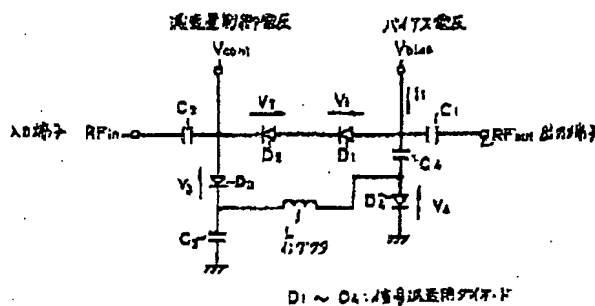 減衰量制御電圧
バイアス電圧
Vcont
Vbias
C2
V2
V1
I1
C1
入力端子 RFin
RFout 出力端子
D2
D1
C4
V3
D3
D4
V4
C3
L
インダクタ
D1 ～ D4 : 信号減衰用ダイオード